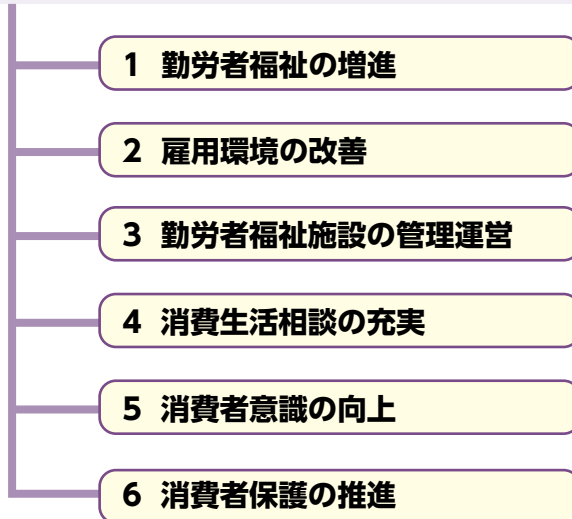 1 勤労者福祉の増進
2 雇用環境の改善
3 勤労者福祉施設の管理運営
4 消費生活相談の充実
5 消費者意識の向上
6 消費者保護の推進